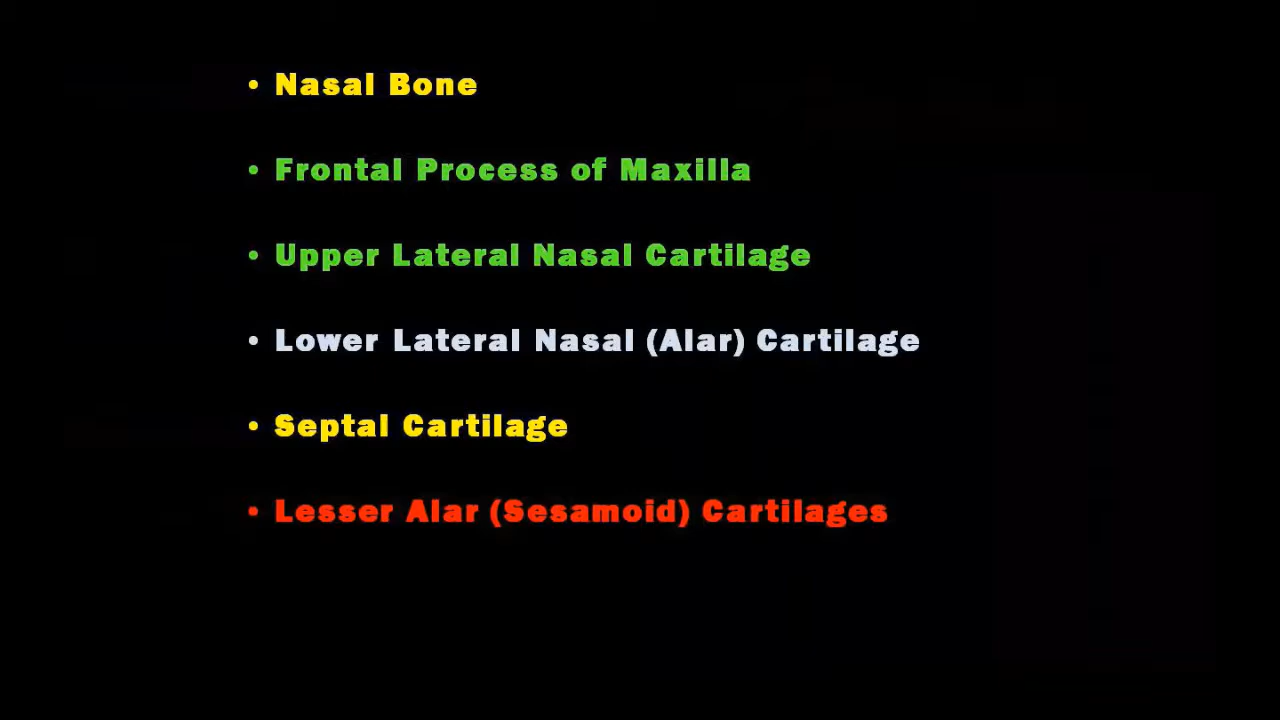 • Nasal Bone
• Frontal Process of Maxilla
• Upper Lateral Nasal Cartilage
• Lower Lateral Nasal (Alar) Cartilage
• Septal Cartilage
• Lesser Alar (Sesamoid) Cartilages